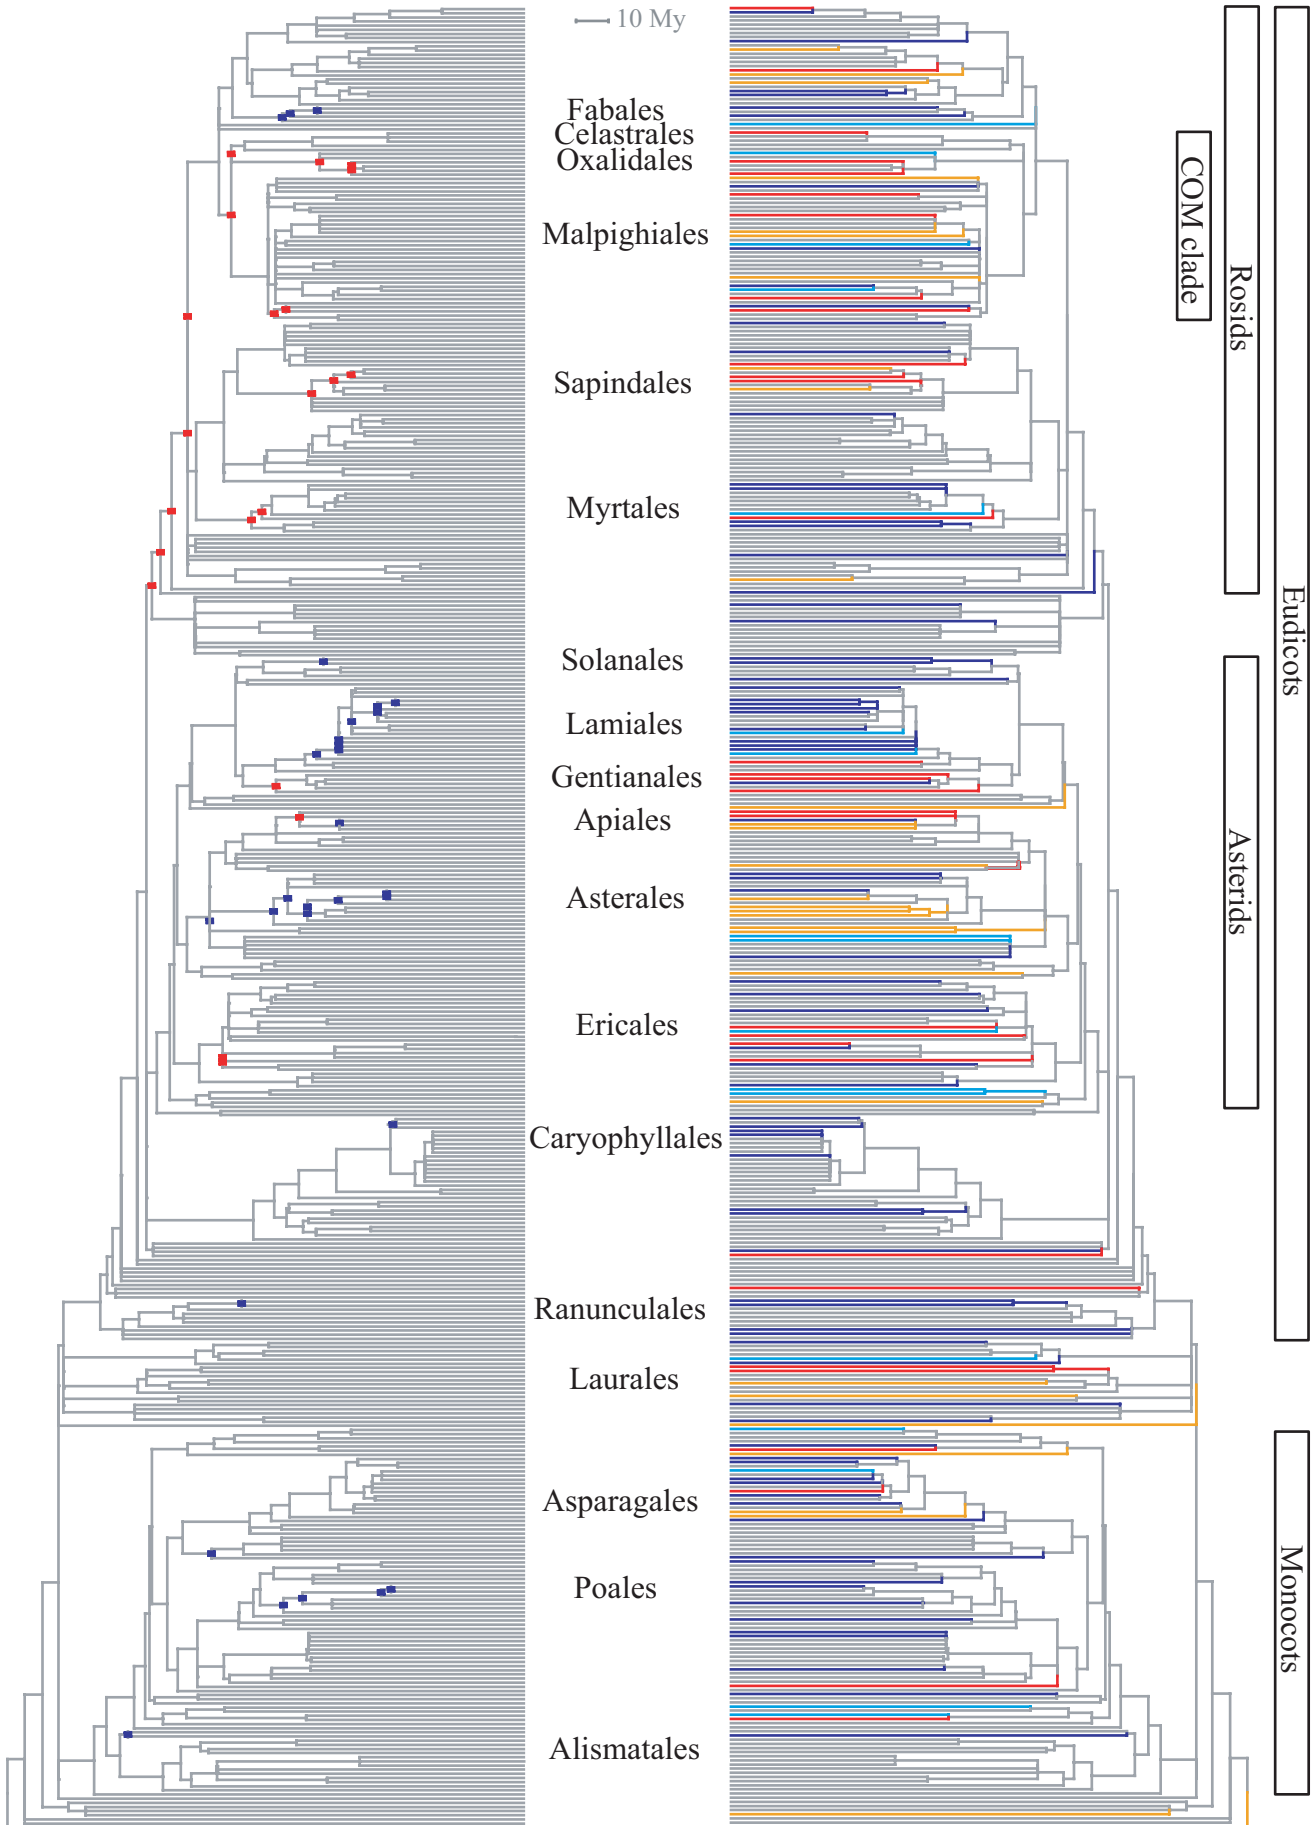 10 My
Fabales
Celastrales
Oxalidales
Malpighiales
Sapindales
Myrtales
Solanales
Lamiales
Gentianales
Apiales
Asterales
Ericales
Caryophyllales
Ranunculales
Laurales
Asparagales
Poales
Alismatales
COM clade
Rosids
Eudicots
Asterids
Monocots